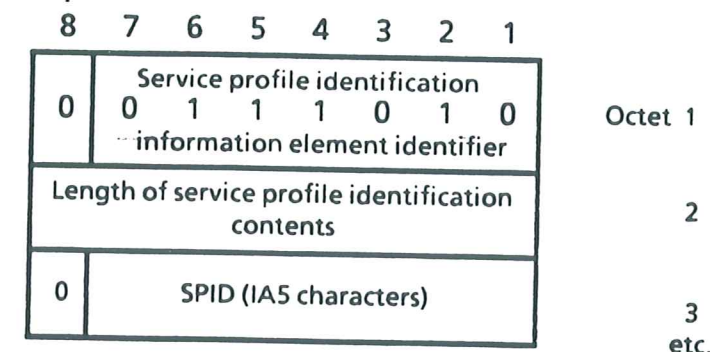 8 7 6 5 4 3 2 1
Service profile identification
0 0 1 1 1 0 1 0 Octet 1
information element identifier
Length of service profile identification
contents
2
0 SPID (IA5 characters)
3
etc.